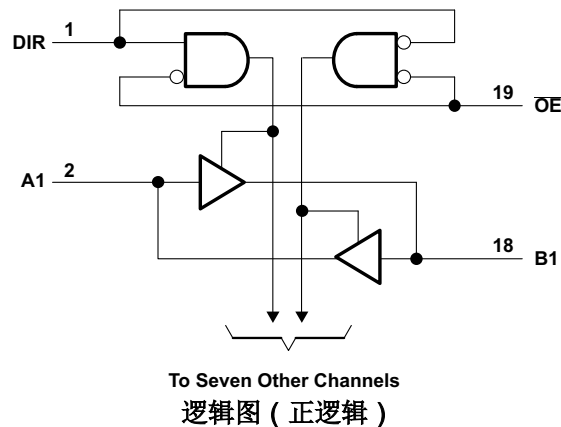 DIR 1
19 OE
A1 2
18 B1
To Seven Other Channels
逻辑图 ( 正逻辑 )